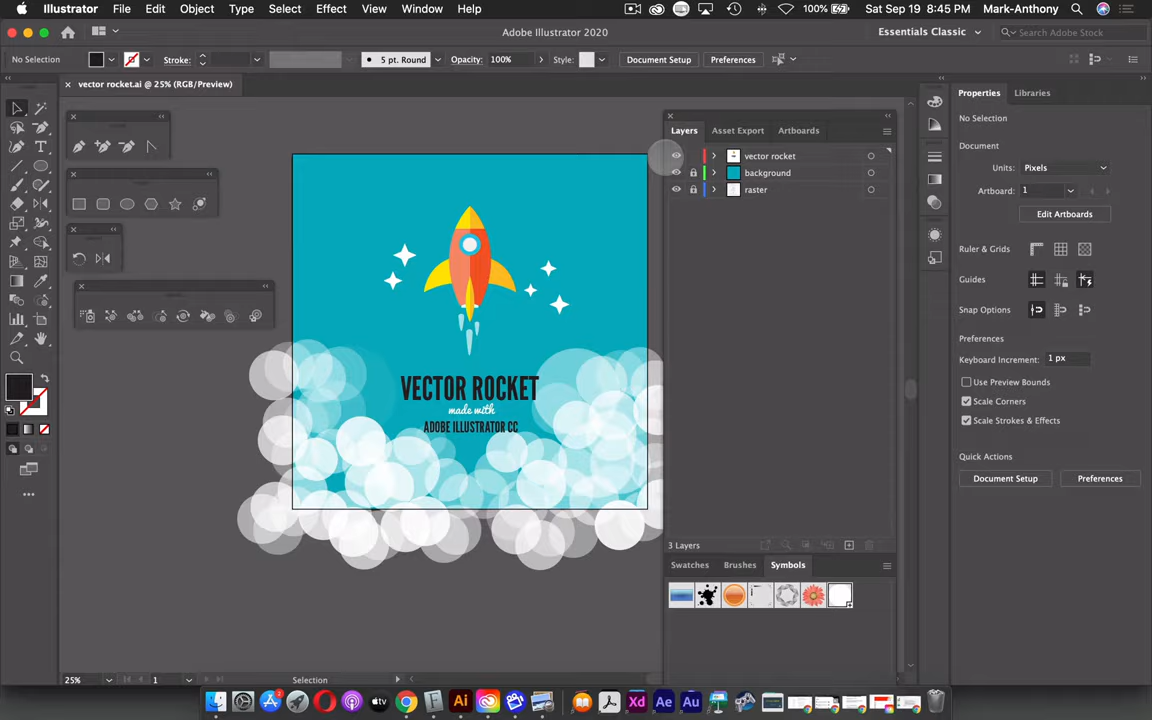 Illustrator File Edit Object Type Select Effect View Window Help 100% Sat Sep 19 8:45 PM Mark-Anthony
Adobe Illustrator 2020 Essentials Classic Search Adobe Stock
No Selection Stroke: 5 pt. Round Opacity: 100% Style: Document Setup Preferences
vector rocket.ai @ 25% (RGB/Preview)
Properties Libraries
No Selection
Document
Units: Pixels
Artboard: 1
Edit Artboards
Ruler & Grids
Guides
Snap Options
Preferences
Keyboard Increment: 1 px
Use Preview Bounds
Scale Corners
Scale Strokes & Effects
Quick Actions
Document Setup Preferences
Layers Asset Export Artboards
vector rocket
background
raster
3 Layers
Swatches Brushes Symbols
VECTOR ROCKET
made with
ADOBE ILLUSTRATOR CC
25% 1 Selection
tv Ai Xd Ae Au